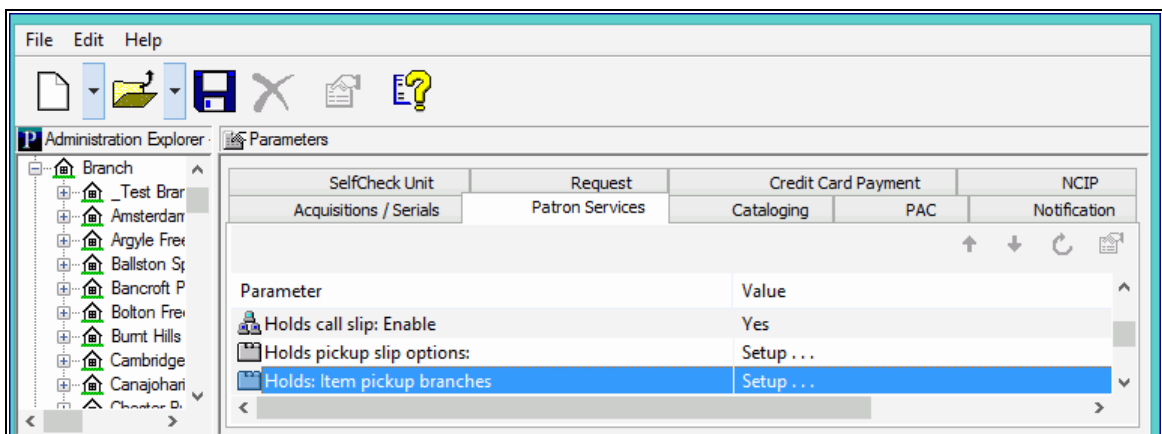 File Edit Help
Administration Explorer -
Parameters
Branch
_Test Bran
Amsterdam
Argyle Free
Ballston Sp
Bancroft P
Bolton Free
Burnt Hills
Cambridge
Canajohari
SelfCheck Unit Request Credit Card Payment NCIP
Acquisitions / Serials Patron Services Cataloging PAC Notification
Parameter Value
Holds call slip: Enable Yes
Holds pickup slip options: Setup . . .
Holds: Item pickup branches Setup . . .